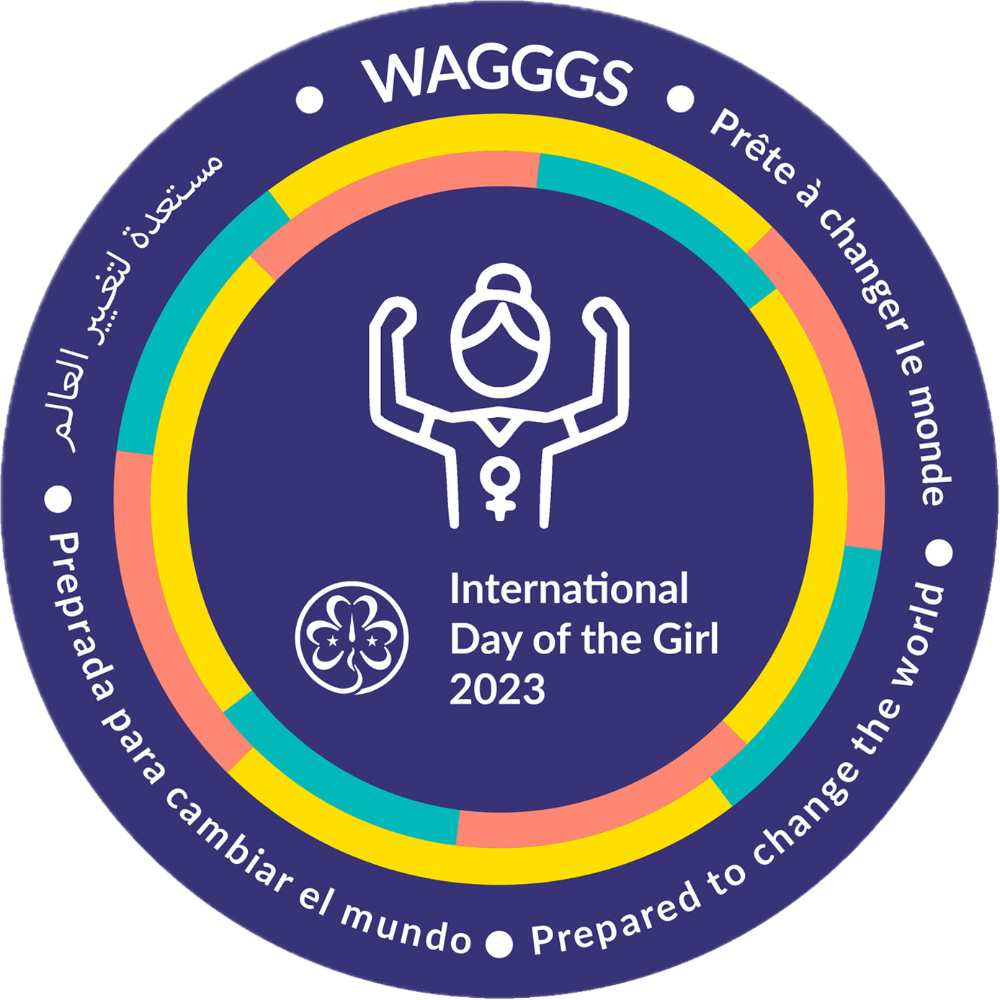 WAGGGS
Prête à changer le monde
Prepared to change the world
Preprada para cambiar el mundo
مستعدة لتغيير العالم
International
Day of the Girl
2023